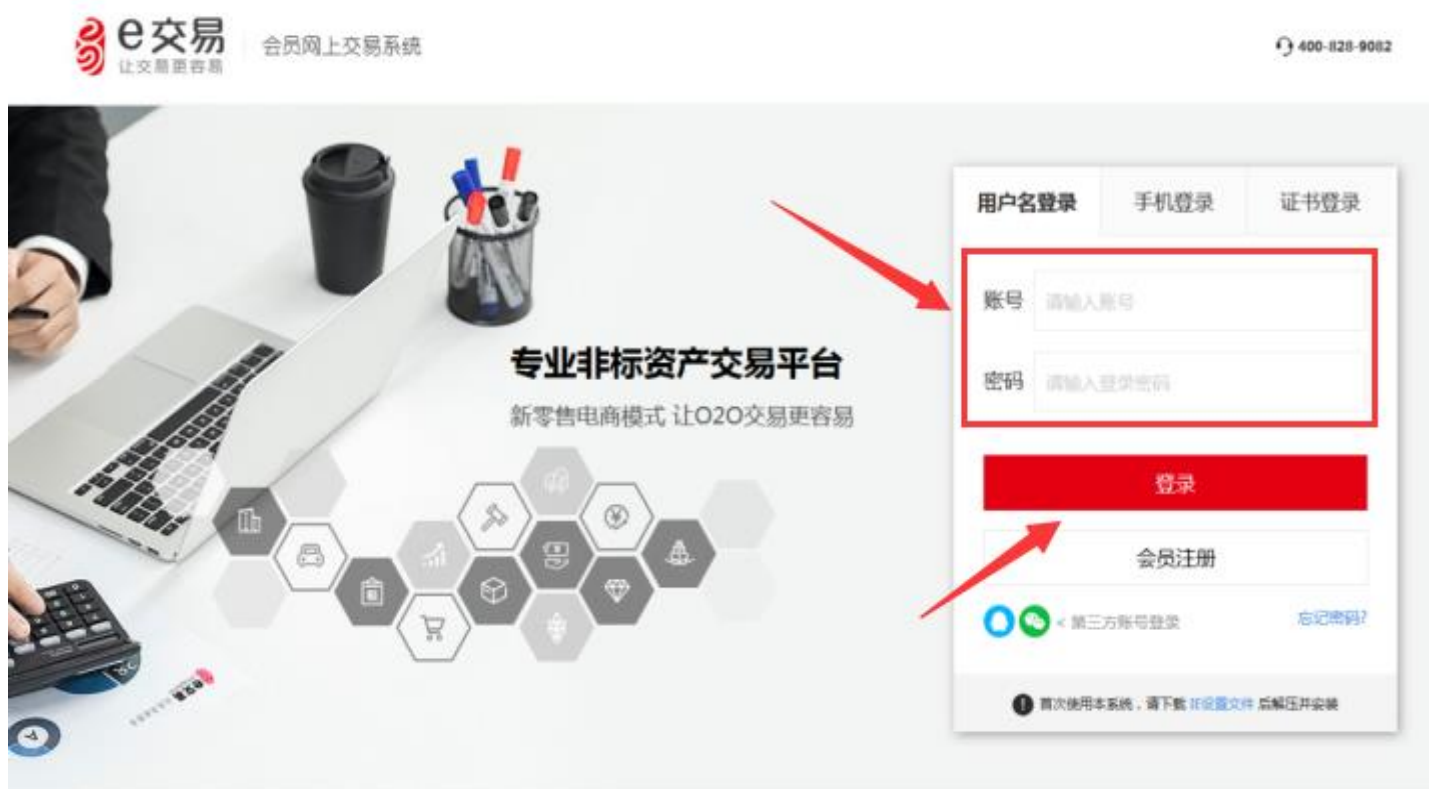 e交易
让交易更容易
会员网上交易系统
400-828-9082
用户名登录 手机登录 证书登录
账号 请输入账号
密码 请输入登录密码
专业非标资产交易平台
新零售电商模式 让O2O交易更容易
登录
会员注册
< 第三方账号登录 忘记密码?
首次使用本系统，请下载 IE设置文件 后解压并安装
e交易